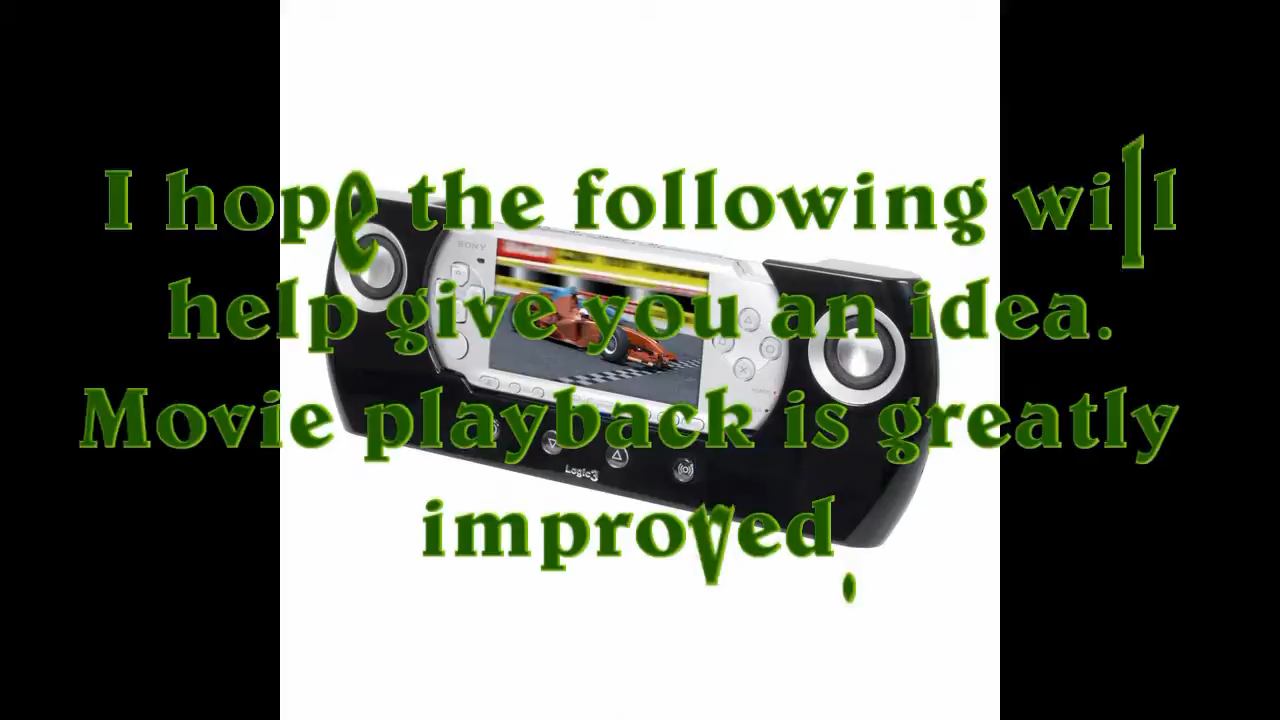 I hope the following will
help give you an idea.
Movie playback is greatly
improved.
SONY
Logic3